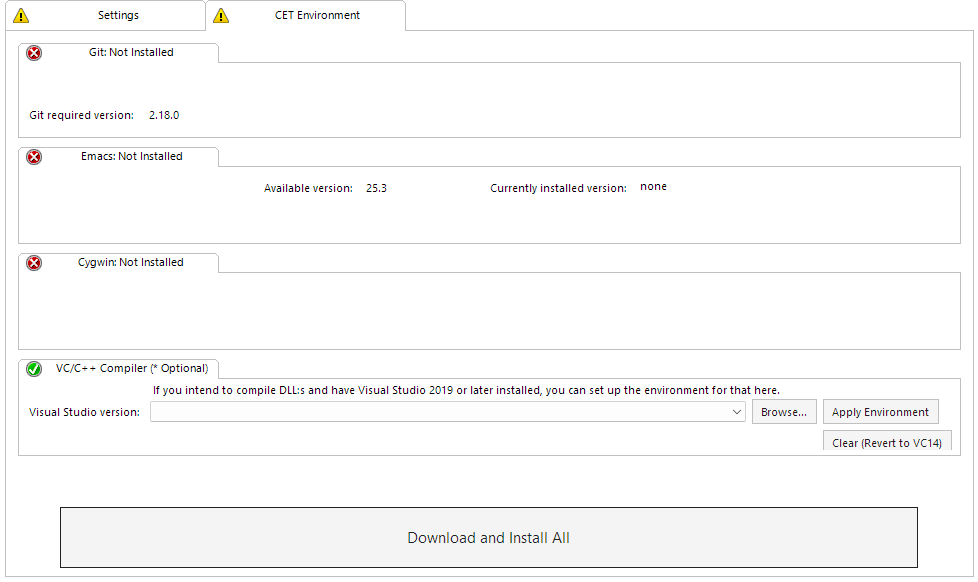 Settings
CET Environment
Git: Not Installed
Git required version: 2.18.0
Emacs: Not Installed
Available version: 25.3 Currently installed version: none
Cygwin: Not Installed
VC/C++ Compiler (* Optional)
If you intend to compile DLL:s and have Visual Studio 2019 or later installed, you can set up the environment for that here.
Visual Studio version: Browse... Apply Environment
Clear (Revert to VC14)
Download and Install All